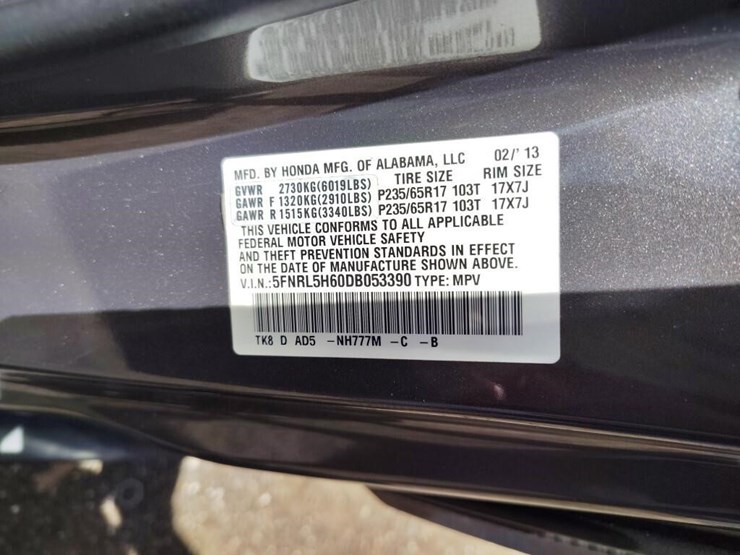 MFD. BY HONDA MFG. OF ALABAMA, LLC 02/'13
GVWR 2730KG(6019LBS) TIRE SIZE RIM SIZE
GAWR F 1320KG(2910LBS) P235/65R17 103T 17X7J
GAWR R 1515KG(3340LBS) P235/65R17 103T 17X7J
THIS VEHICLE CONFORMS TO ALL APPLICABLE
FEDERAL MOTOR VEHICLE SAFETY
AND THEFT PREVENTION STANDARDS IN EFFECT
ON THE DATE OF MANUFACTURE SHOWN ABOVE.
V.I.N.:5FNRL5H60DB053390 TYPE: MPV
TK8 D AD5 -NH777M -C -B